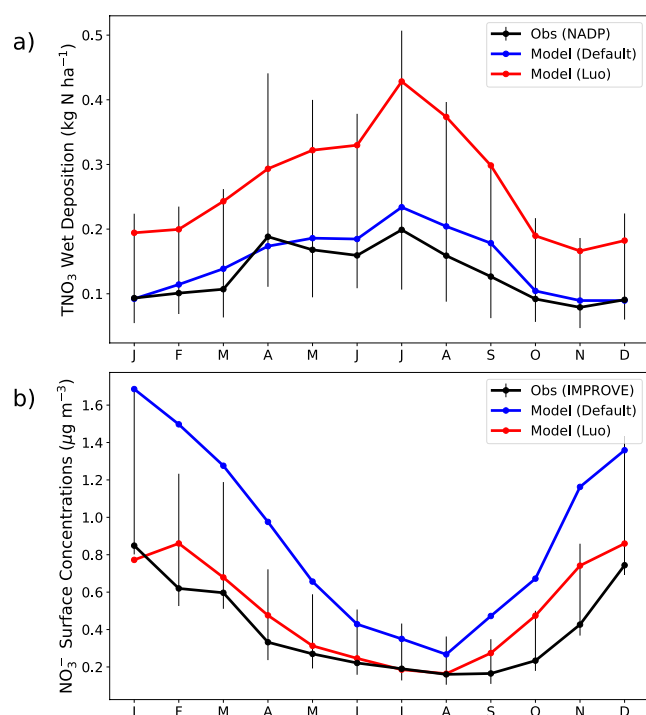 a)
TNO₃ Wet Deposition (kg N ha⁻¹)
0.5
0.4
0.3
0.2
0.1
Obs (NADP)
Model (Default)
Model (Luo)
J F M A M J J A S O N D
b)
NO₃⁻ Surface Concentrations (μg m⁻³)
1.6
1.4
1.2
1.0
0.8
0.6
0.4
0.2
Obs (IMPROVE)
Model (Default)
Model (Luo)
J F M A M J J A S O N D